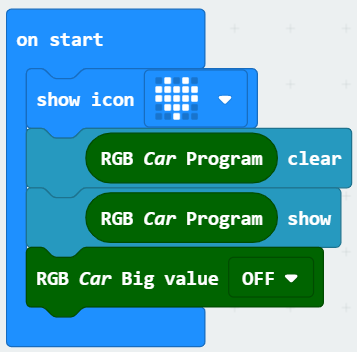 on start
show icon
RGB Car Program clear
RGB Car Program show
RGB Car Big value OFF